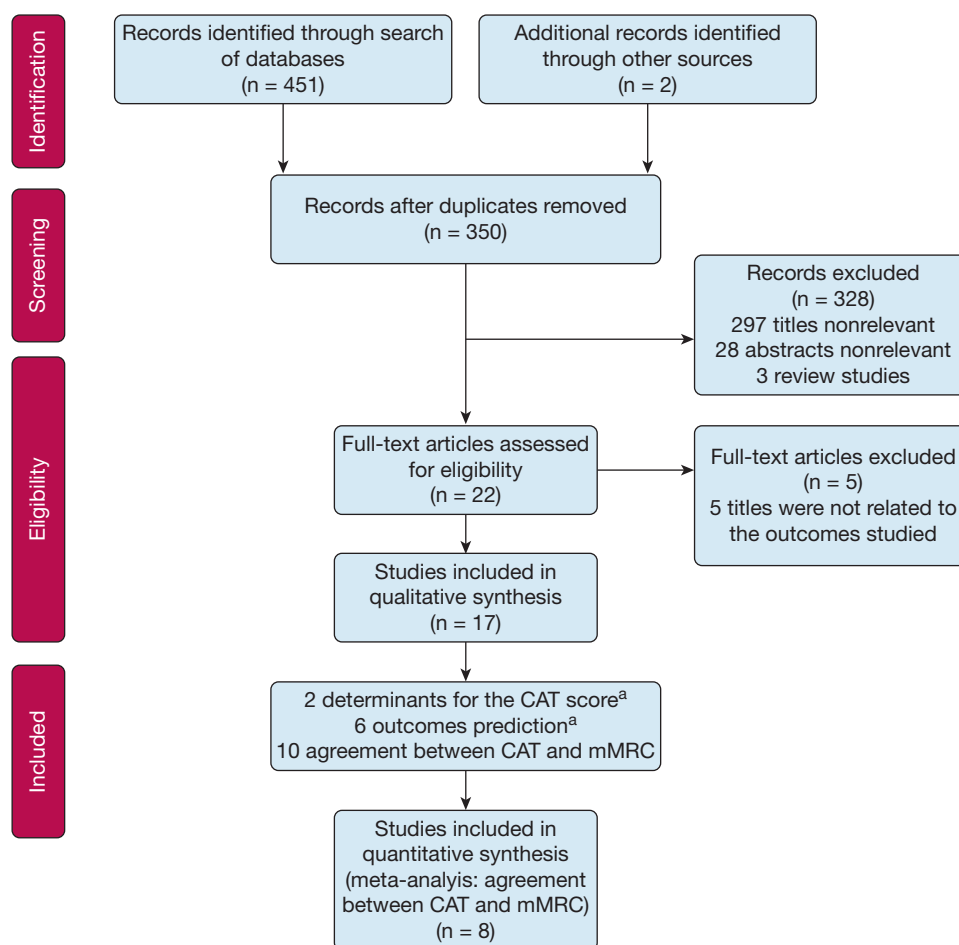 Identification
Records identified through search
of databases
(n = 451)
Additional records identified
through other sources
(n = 2)
Screening
Records after duplicates removed
(n = 350)
Records excluded
(n = 328)
297 titles nonrelevant
28 abstracts nonrelevant
3 review studies
Eligibility
Full-text articles assessed
for eligibility
(n = 22)
Full-text articles excluded
(n = 5)
5 titles were not related to
the outcomes studied
Studies included in
qualitative synthesis
(n = 17)
Included
2 determinants for the CAT scoreª
6 outcomes predictionª
10 agreement between CAT and mMRC
Studies included in
quantitative synthesis
(meta-analyis: agreement
between CAT and mMRC)
(n = 8)